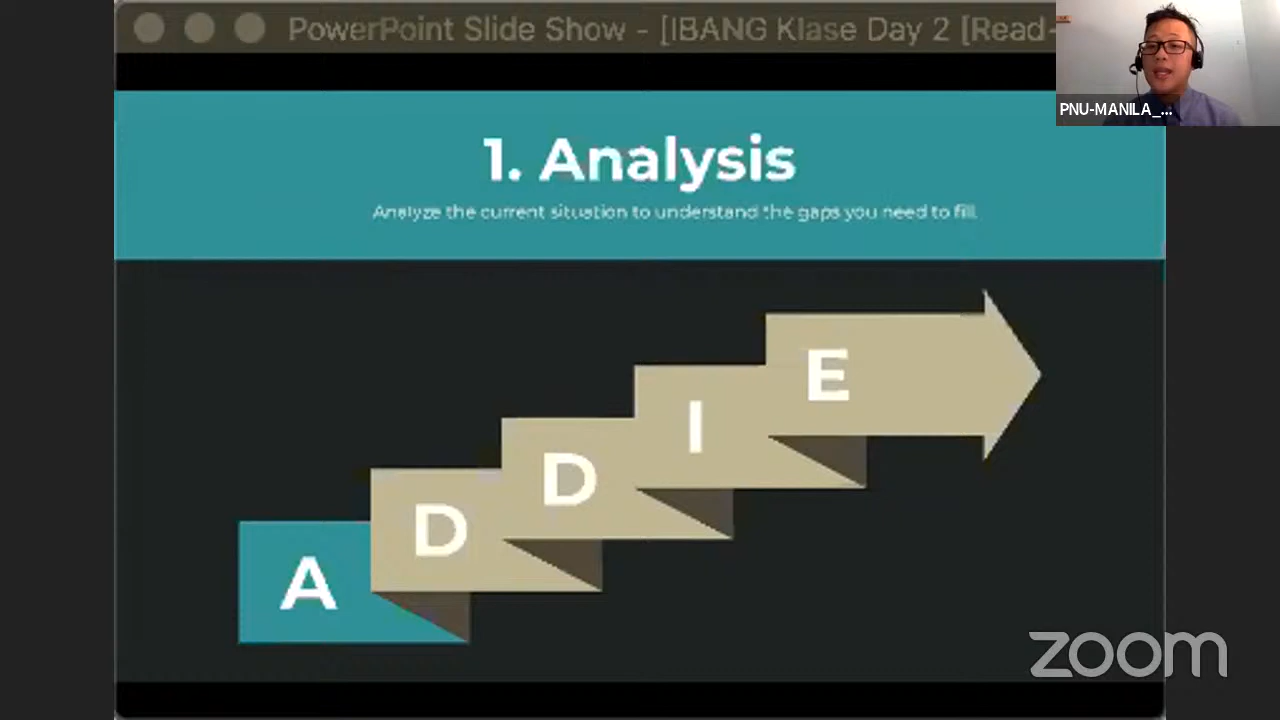 PowerPoint Slide Show - [IBANG Klase Day 2 [Read-
PNU-MANILA_...
1. Analysis
Analyze the current situation to understand the gaps you need to fill.
E
I
D
D
A
zoom